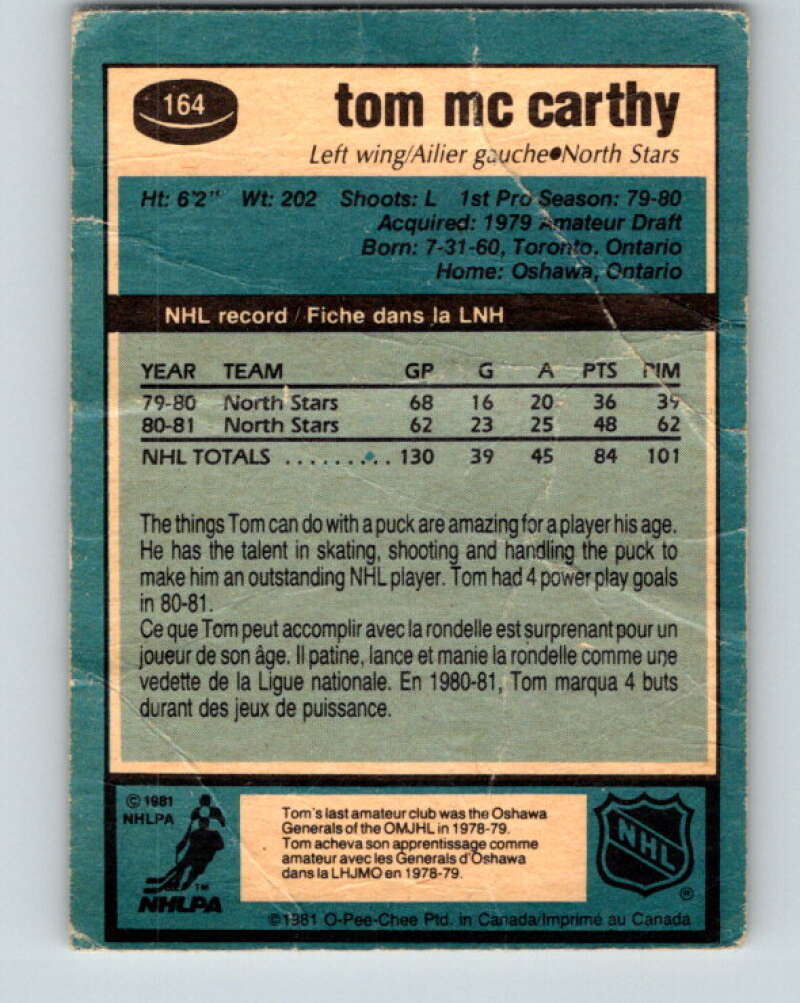 164
tom mc carthy
Left wing/Ailier gauche●North Stars
Ht: 6'2" Wt: 202 Shoots: L 1st Pro Season: 79-80
Acquired: 1979 Amateur Draft
Born: 7-31-60, Toronto, Ontario
Home: Oshawa, Ontario
NHL record / Fiche dans la LNH
YEAR TEAM GP G A PTS PIM
79-80 North Stars 68 16 20 36 39
80-81 North Stars 62 23 25 48 62
NHL TOTALS ......... 130 39 45 84 101
The things Tom can do with a puck are amazing for a player his age.
He has the talent in skating, shooting and handling the puck to
make him an outstanding NHL player. Tom had 4 power play goals
in 80-81.
Ce que Tom peut accomplir avec la rondelle est surprenant pour un
joueur de son âge. Il patine, lance et manie la rondelle comme une
vedette de la Ligue nationale. En 1980-81, Tom marqua 4 buts
durant des jeux de puissance.
© 1981
NHLPA
TM
NHLPA
Tom's last amateur club was the Oshawa
Generals of the OMJHL in 1978-79.
Tom acheva son apprentissage comme
amateur avec les Generals d'Oshawa
dans la LHJMO en 1978-79.
NHL
®
©1981 O-Pee-Chee Ptd. in Canada/Imprimé au Canada